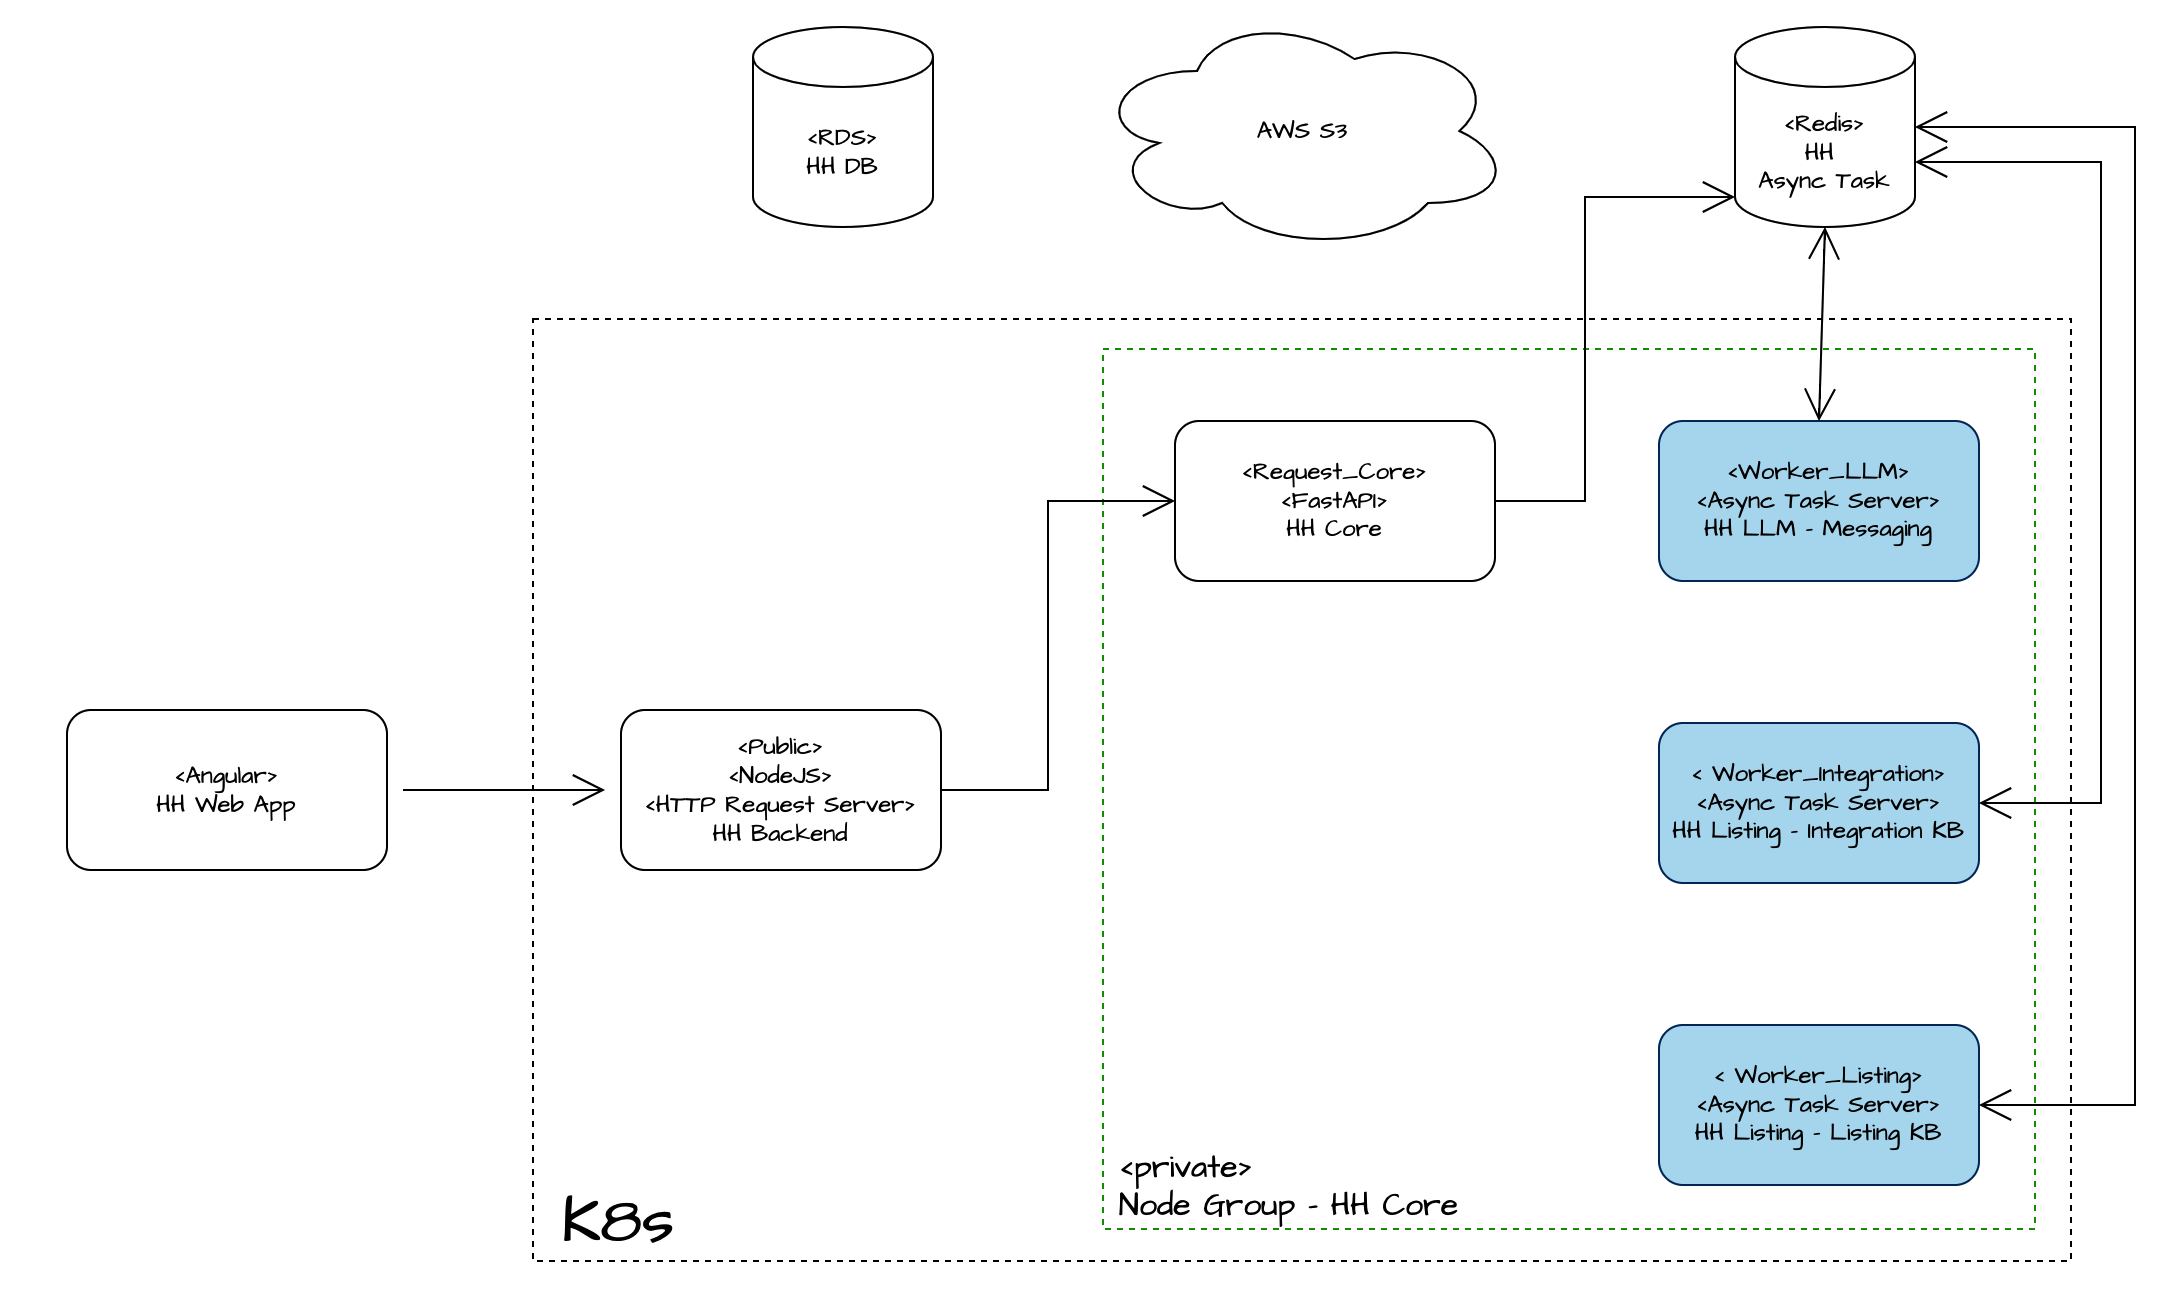 <RDS>
HH DB
AWS S3
<Redis>
HH
Async Task
<Request_Core>
<FastAPI>
HH Core
<Worker_LLM>
<Async Task Server>
HH LLM - Messaging
<Angular>
HH Web App
<Public>
<NodeJS>
<HTTP Request Server>
HH Backend
< Worker_Integration>
<Async Task Server>
HH Listing - Integration KB
< Worker_Listing>
<Async Task Server>
HH Listing - Listing KB
<private>
Node Group - HH Core
K8s